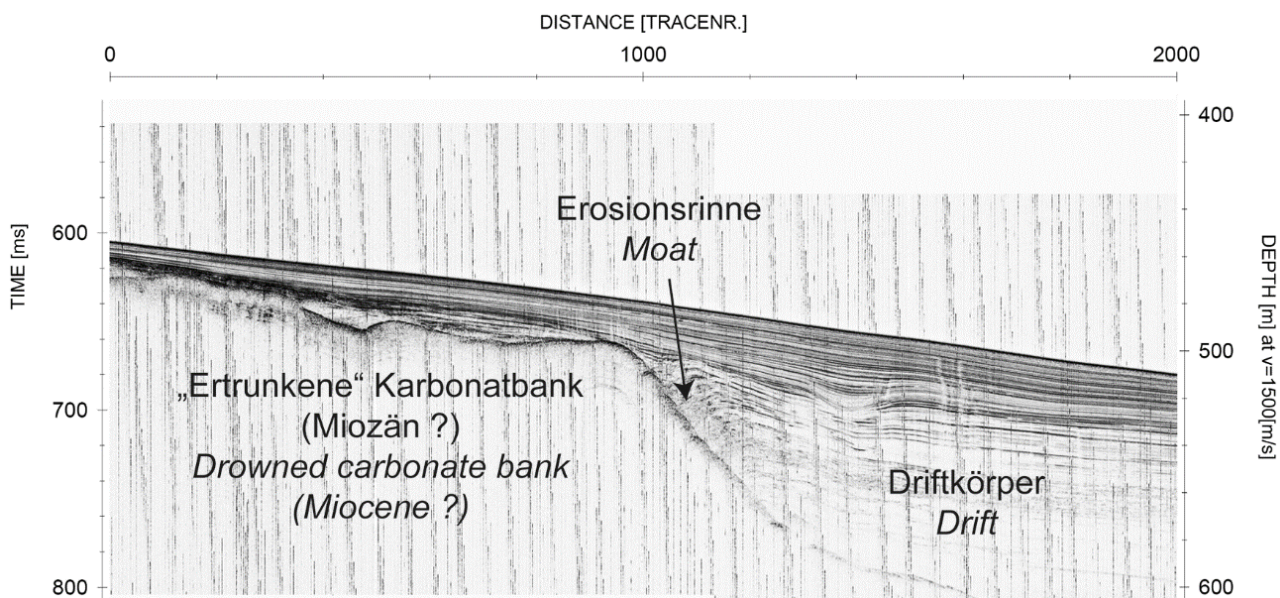 DISTANCE [TRACENR.]
0 1000 2000
TIME [ms]
600
700
800
400
500
600
DEPTH [m] at v=1500[m/s]
Erosionsrinne
Moat
„Ertrunkene“ Karbonatbank
(Miozän ?)
Drowned carbonate bank
(Miocene ?)
Driftkörper
Drift